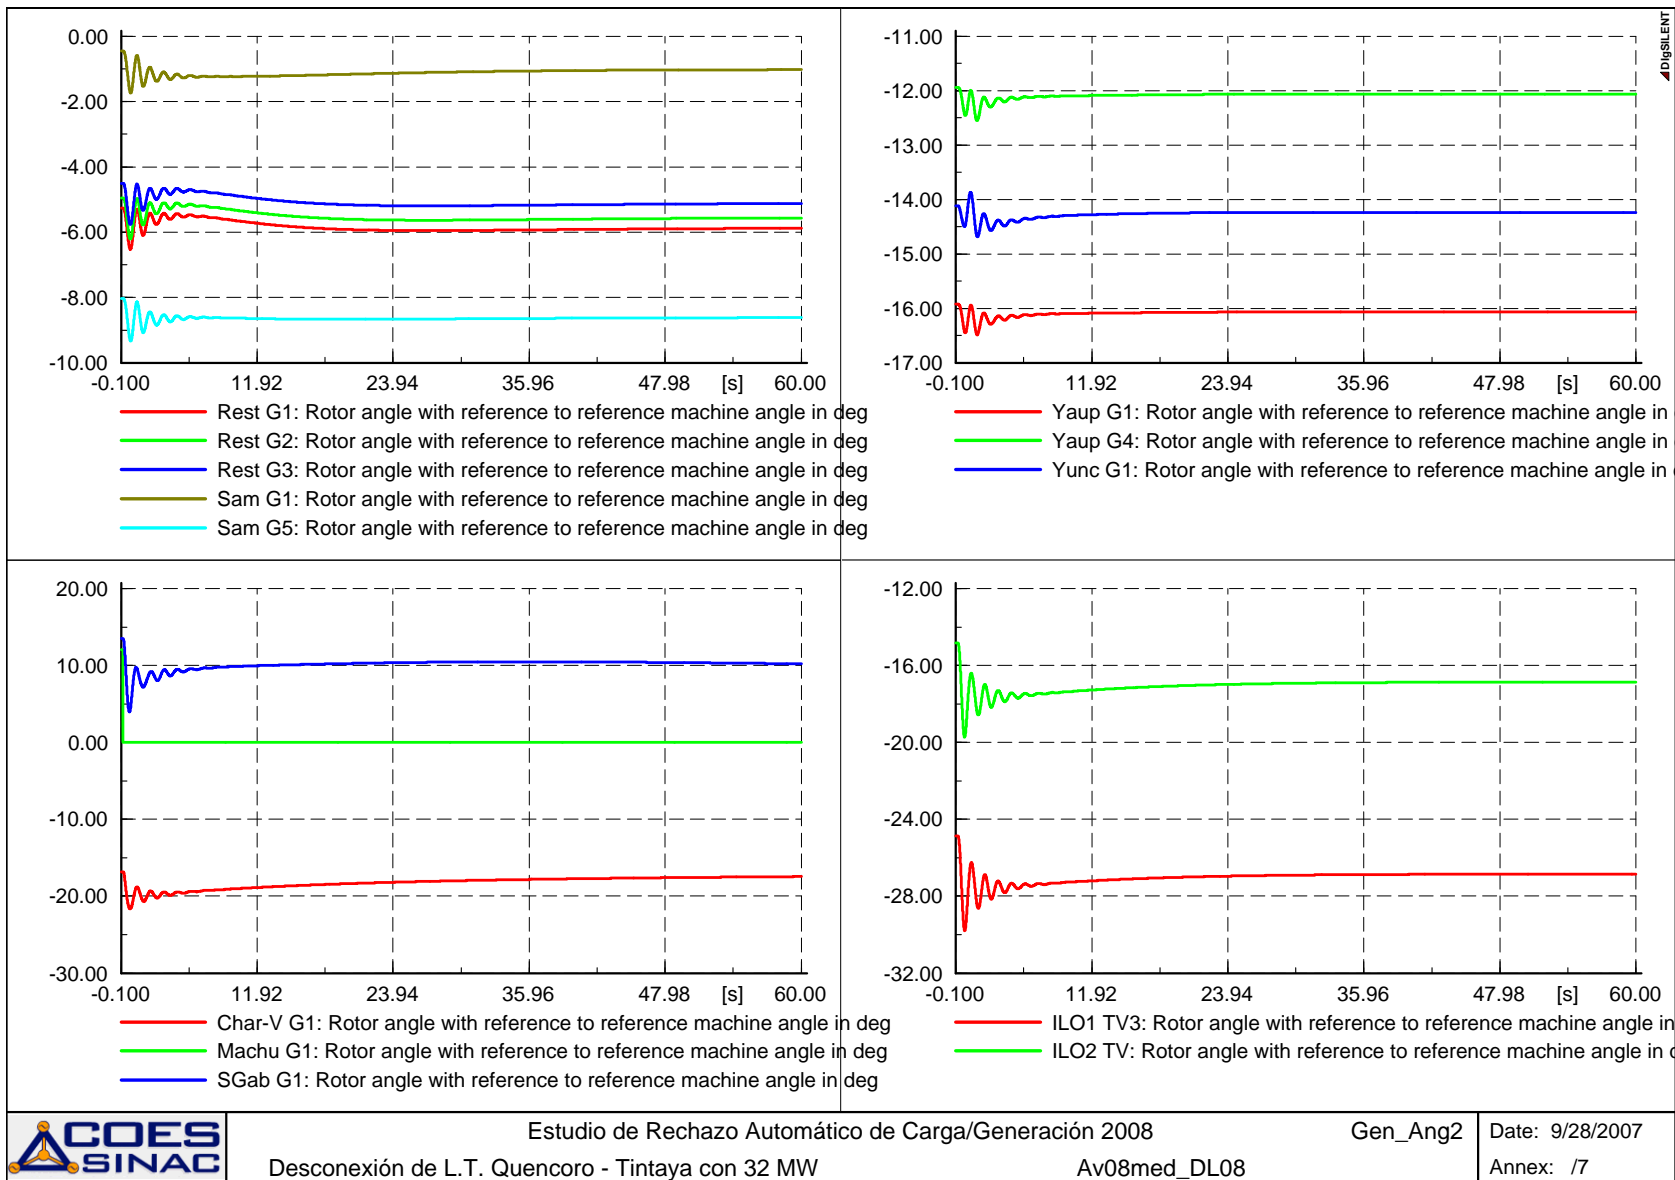 DIgSILENT
0.00
-2.00
-4.00
-6.00
-8.00
-10.00
-0.100 11.92 23.94 35.96 47.98 [s] 60.00
Rest G1: Rotor angle with reference to reference machine angle in deg
Rest G2: Rotor angle with reference to reference machine angle in deg
Rest G3: Rotor angle with reference to reference machine angle in deg
Sam G1: Rotor angle with reference to reference machine angle in deg
Sam G5: Rotor angle with reference to reference machine angle in deg
-11.00
-12.00
-13.00
-14.00
-15.00
-16.00
-17.00
-0.100 11.92 23.94 35.96 47.98 [s] 60.00
Yaup G1: Rotor angle with reference to reference machine angle in
Yaup G4: Rotor angle with reference to reference machine angle in
Yunc G1: Rotor angle with reference to reference machine angle in
20.00
10.00
0.00
-10.00
-20.00
-30.00
-0.100 11.92 23.94 35.96 47.98 [s] 60.00
Char-V G1: Rotor angle with reference to reference machine angle in deg
Machu G1: Rotor angle with reference to reference machine angle in deg
SGab G1: Rotor angle with reference to reference machine angle in deg
-12.00
-16.00
-20.00
-24.00
-28.00
-32.00
-0.100 11.92 23.94 35.96 47.98 [s] 60.00
ILO1 TV3: Rotor angle with reference to reference machine angle in
ILO2 TV: Rotor angle with reference to reference machine angle in
COES
SINAC
Estudio de Rechazo Automático de Carga/Generación 2008 Gen_Ang2
Desconexión de L.T. Quencoro - Tintaya con 32 MW Av08med_DL08
Date: 9/28/2007
Annex: /7